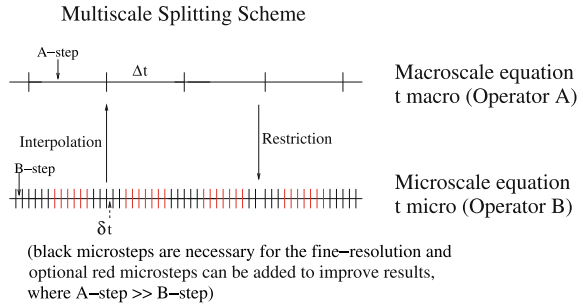 Multiscale Splitting Scheme
A−step
Δt
Macroscale equation
t macro (Operator A)
Interpolation
Restriction
B−step
Microscale equation
t micro (Operator B)
δt
(black microsteps are necessary for the fine−resolution and
optional red microsteps can be added to improve results,
where A−step >> B−step)